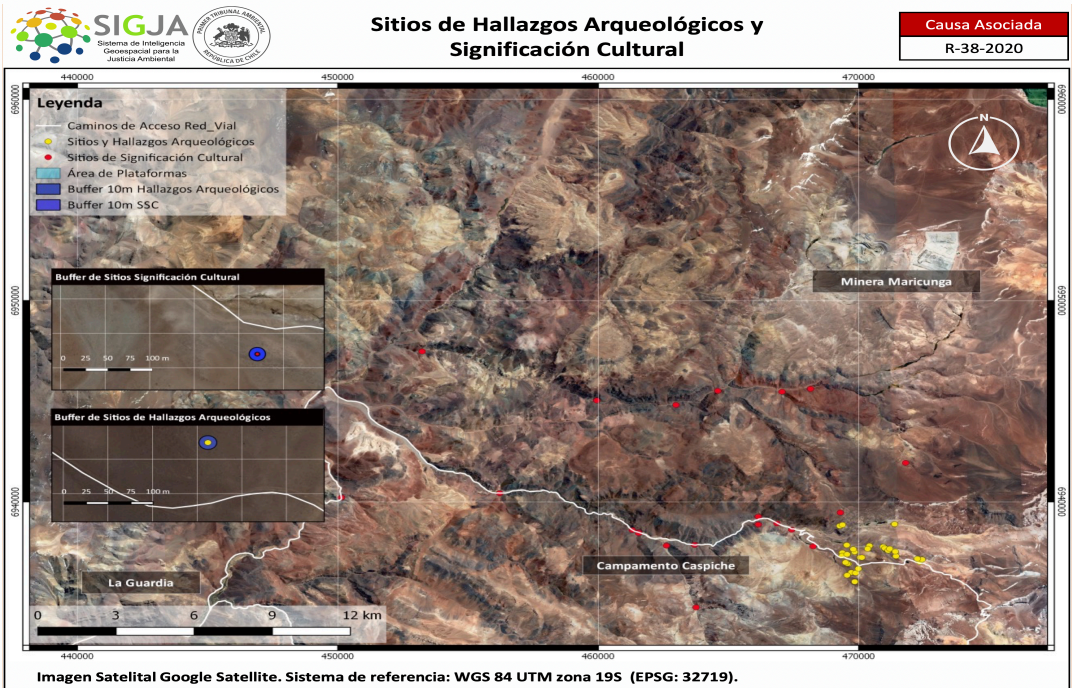 SIGJA
Sistema de Inteligencia
Geoespacial para la
Justicia Ambiental
PRIMER TRIBUNAL AMBIENTAL
REPÚBLICA DE CHILE
Sitios de Hallazgos Arqueológicos y
Significación Cultural
Causa Asociada
R-38-2020
440000 450000 460000 470000
6960000 6960000
Leyenda
Caminos de Acceso Red_Vial
Sitios y Hallazgos Arqueológicos
Sitios de Significación Cultural
Área de Plataformas
Buffer 10m Hallazgos Arqueológicos
Buffer 10m SSC
N
Minera Maricunga
6950000 6950000
Buffer de Sitios Significación Cultural
0 25 50 75 100 m
Buffer de Sitios de Hallazgos Arqueológicos
0 25 50 75 100 m
6940000 6940000
Campamento Caspiche
La Guardia
0 3 6 9 12 km
440000 450000 460000 470000
Imagen Satelital Google Satellite. Sistema de referencia: WGS 84 UTM zona 19S (EPSG: 32719).